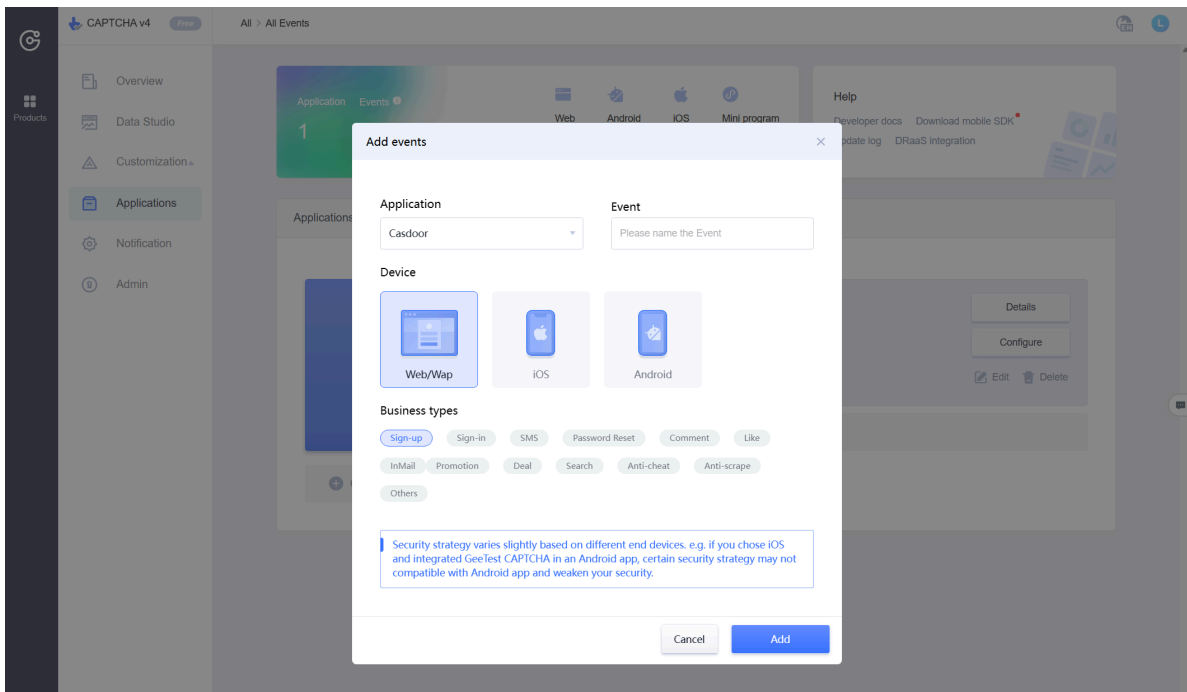 CAPTCHA v4 Free
All > All Events
Products
Overview
Data Studio
Customization
Applications
Notification
Admin
Application Events
1
Web Android iOS Mini program
Help
Developer docs Download mobile SDK
pdate log DRaaS integration
Applications
Details
Configure
Edit Delete
Add events
Application
Event
Casdoor
Please name the Event
Device
Web/Wap iOS Android
Business types
Sign-up Sign-in SMS Password Reset Comment Like
InMail Promotion Deal Search Anti-cheat Anti-scrape
Others
Security strategy varies slightly based on different end devices. e.g. if you chose iOS
and integrated GeeTest CAPTCHA in an Android app, certain security strategy may not
compatible with Android app and weaken your security.
Cancel Add
L